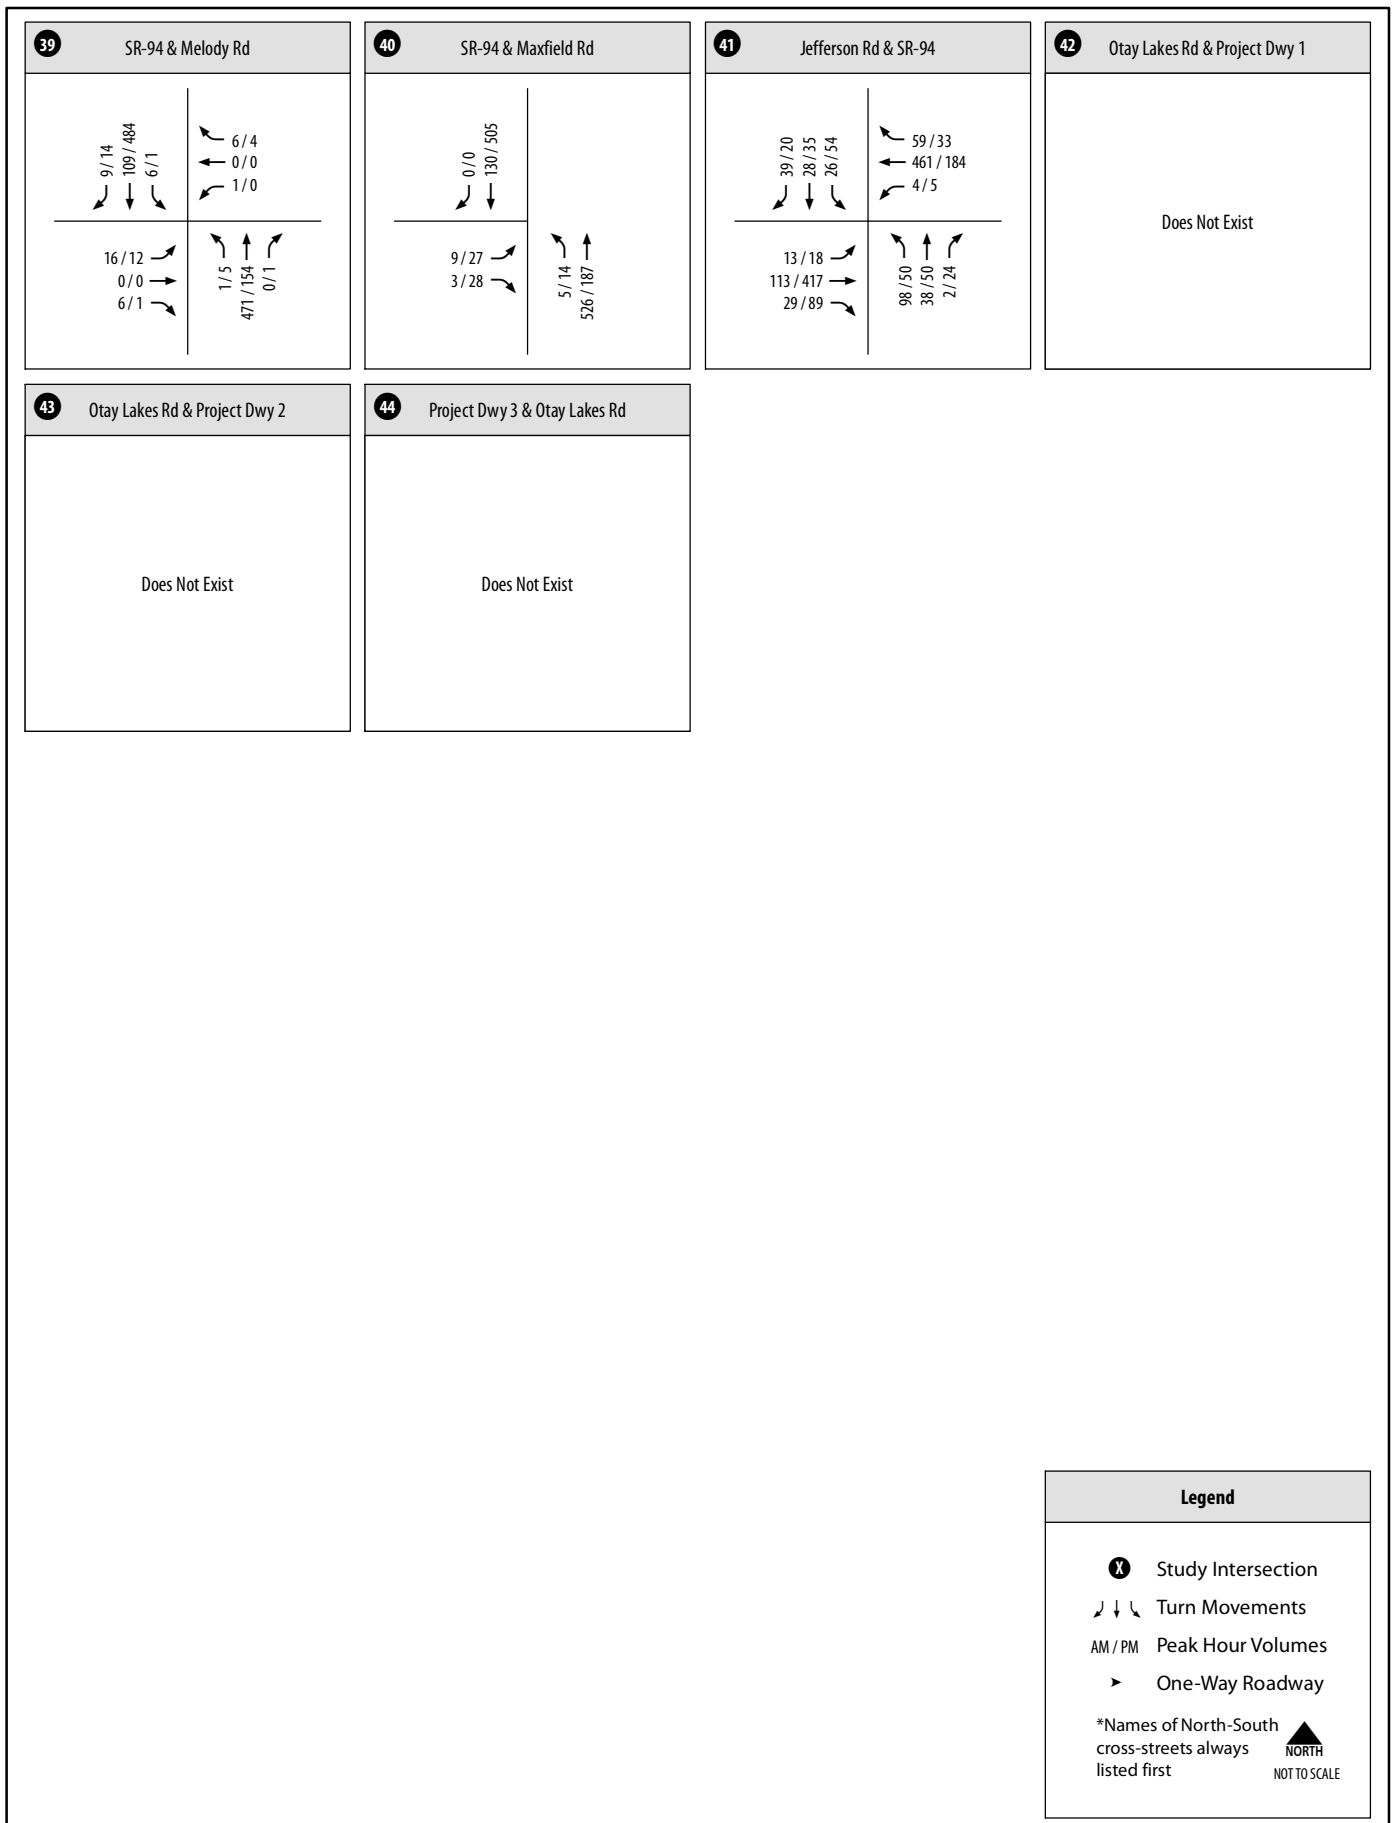 39 SR-94 & Melody Rd
9 / 14
109 / 484
6 / 1
6 / 4
0 / 0
1 / 0
16 / 12
0 / 0
6 / 1
1 / 5
471 / 154
0 / 1
40 SR-94 & Maxfield Rd
0 / 0
130 / 505
9 / 27
3 / 28
5 / 14
526 / 187
41 Jefferson Rd & SR-94
39 / 20
28 / 35
26 / 54
59 / 33
461 / 184
4 / 5
13 / 18
113 / 417
29 / 89
98 / 50
38 / 50
2 / 24
42 Otay Lakes Rd & Project Dwy 1
Does Not Exist
43 Otay Lakes Rd & Project Dwy 2
Does Not Exist
44 Project Dwy 3 & Otay Lakes Rd
Does Not Exist
Legend
X Study Intersection
Turn Movements
AM / PM Peak Hour Volumes
One-Way Roadway
*Names of North-South
cross-streets always
listed first
NORTH
NOT TO SCALE